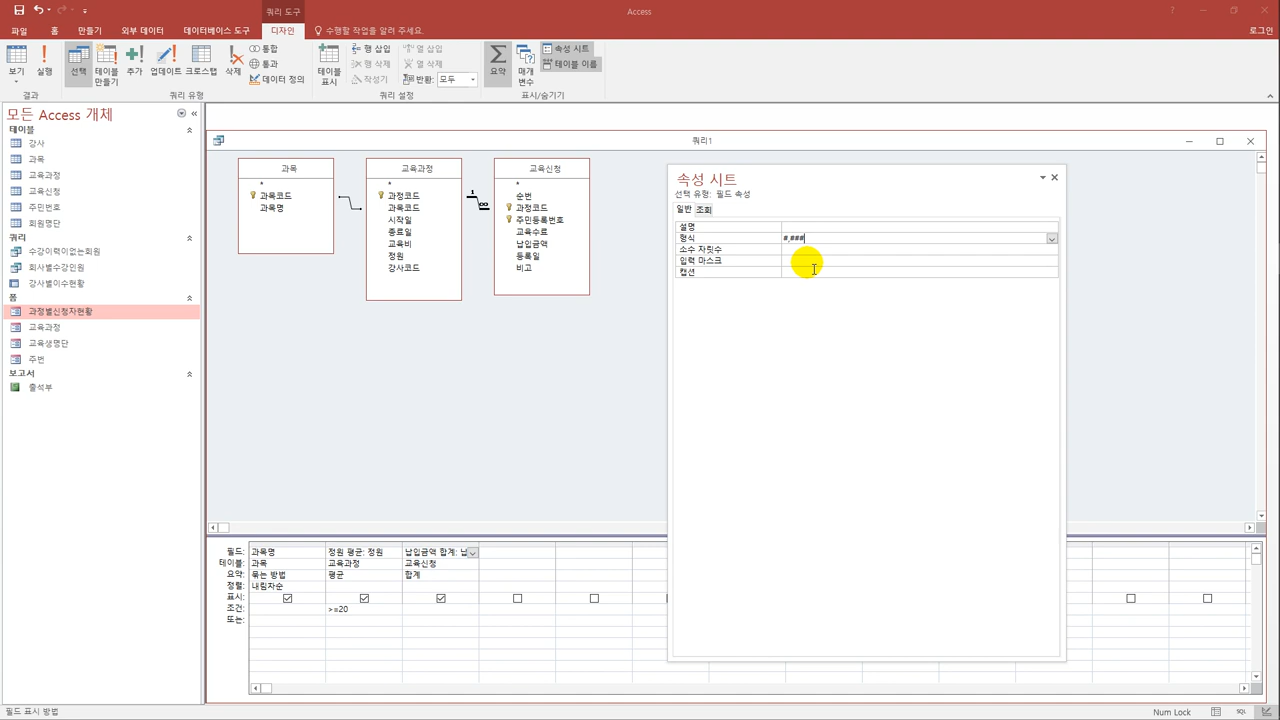 쿼리 도구
Access
로그인
파일 홈 만들기 외부 데이터 데이터베이스 도구 디자인 수행할 작업을 알려 주세요.
보기 실행 선택 테이블 만들기 추가 업데이트 크로스탭 삭제
통합
통과
데이터 정의
테이블 표시
행 삽입
행 삭제
작성기
열 삽입
열 삭제
반환: 모두
요약
매개 변수
속성 시트
테이블 이름
결과 쿼리 유형 쿼리 설정 표시/숨기기
모든 Access 개체
테이블
강사
과목
교육과정
교육신청
주민번호
회원명단
쿼리
수강이력이없는회원
회사별수강인원
강사별이수현황
폼
과정별신청자현황
교육과정
교육생명단
주번
보고서
출석부
쿼리1
과목
*
과목코드
과목명
교육과정
*
과정코드
과목코드
시작일
종료일
교육비
정원
강사코드
교육신청
*
순번
과정코드
주민등록번호
교육수료
납입금액
등록일
비고
1
∞
속성 시트
선택 유형: 필드 속성
일반 조회
설명
형식 #,###
소수 자릿수
입력 마스크
캡션
필드: 과목명 정원 평균: 정원 납입금액 합계: 납
테이블: 과목 교육과정 교육신청
요약: 묶는 방법 평균 합계
정렬: 내림차순
표시:
조건: >=20
또는:
필드 표시 방법
Num Lock
SQL